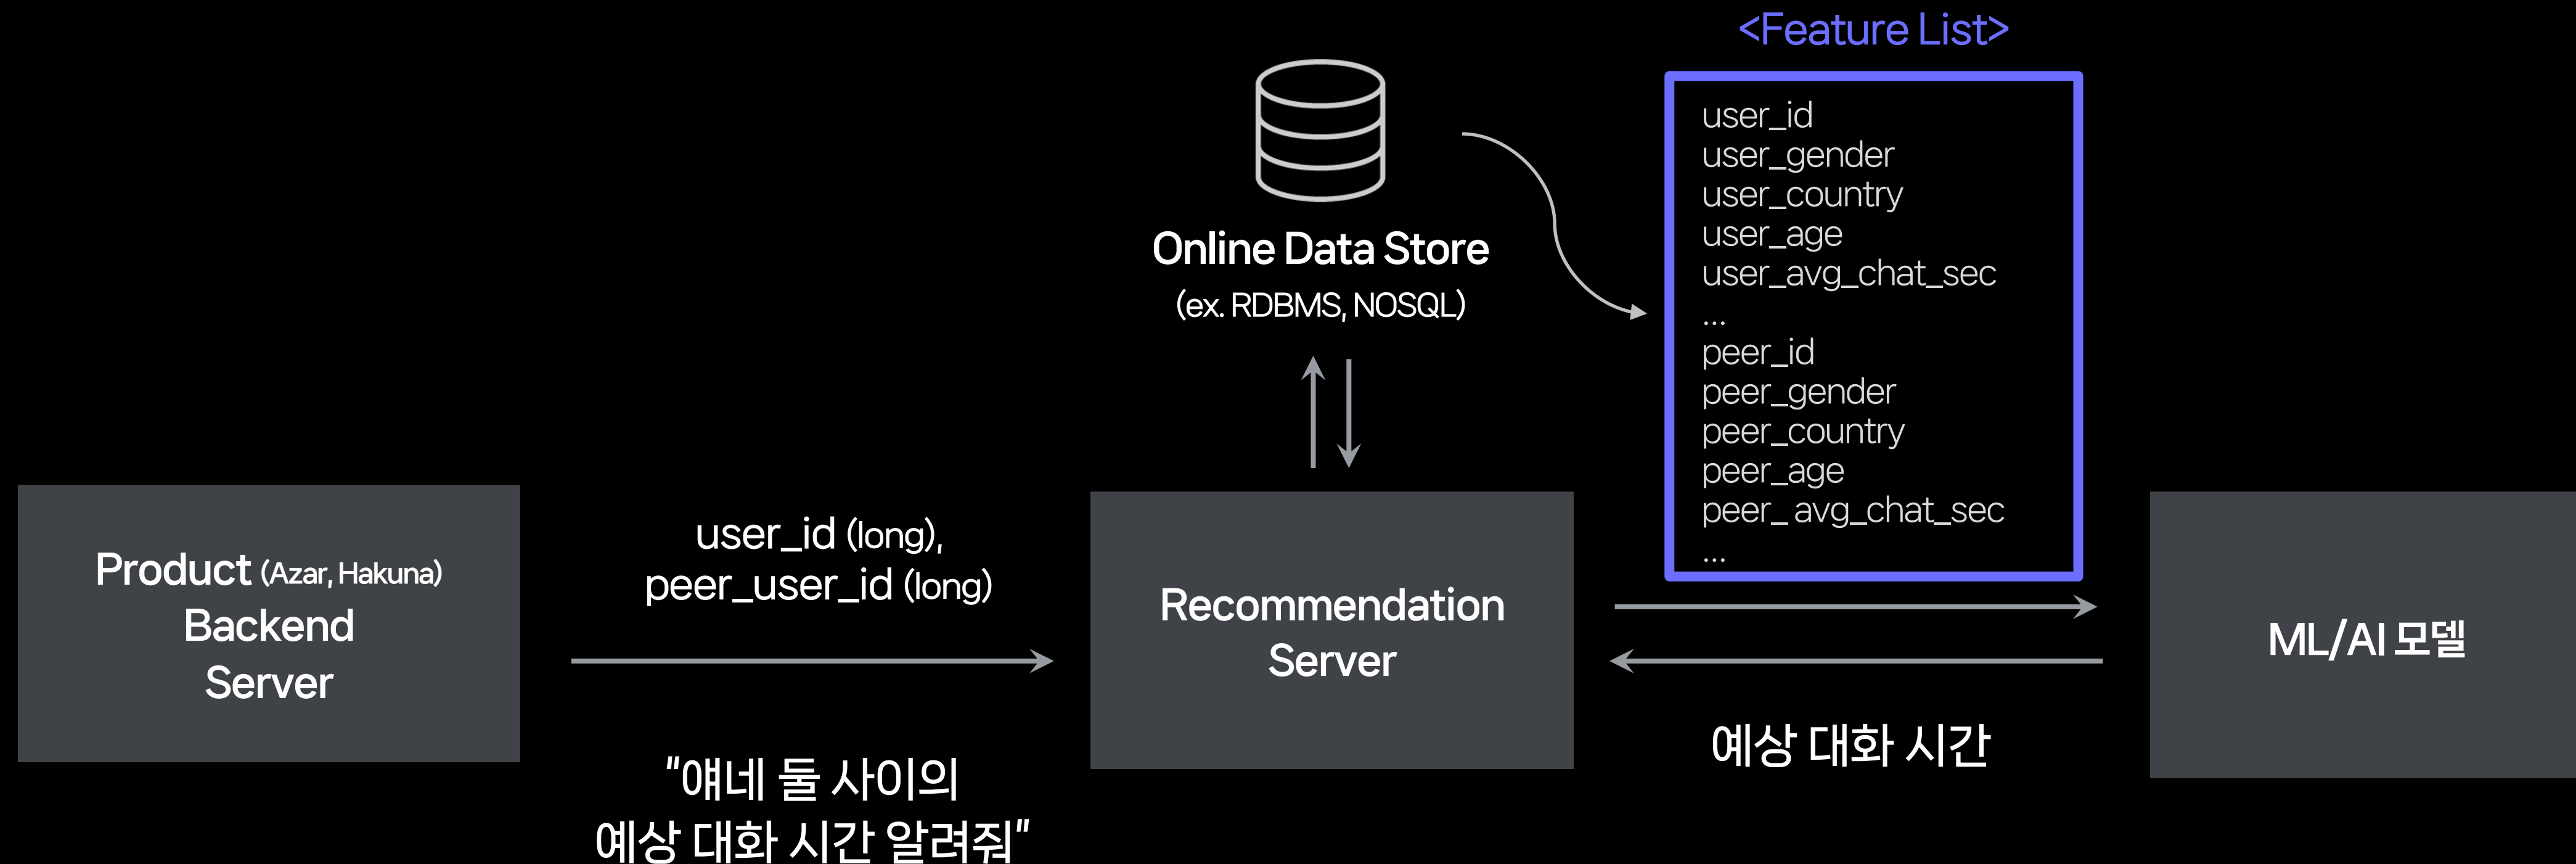 <Feature List>
user_id
user_gender
user_country
user_age
user_avg_chat_sec
...
peer_id
peer_gender
peer_country
peer_age
peer_ avg_chat_sec
...
Online Data Store
(ex. RDBMS, NOSQL)
Product (Azar, Hakuna)
Backend
Server
user_id (long),
peer_user_id (long)
"얘네 둘 사이의
예상 대화 시간 알려줘"
Recommendation
Server
예상 대화 시간
ML/AI 모델